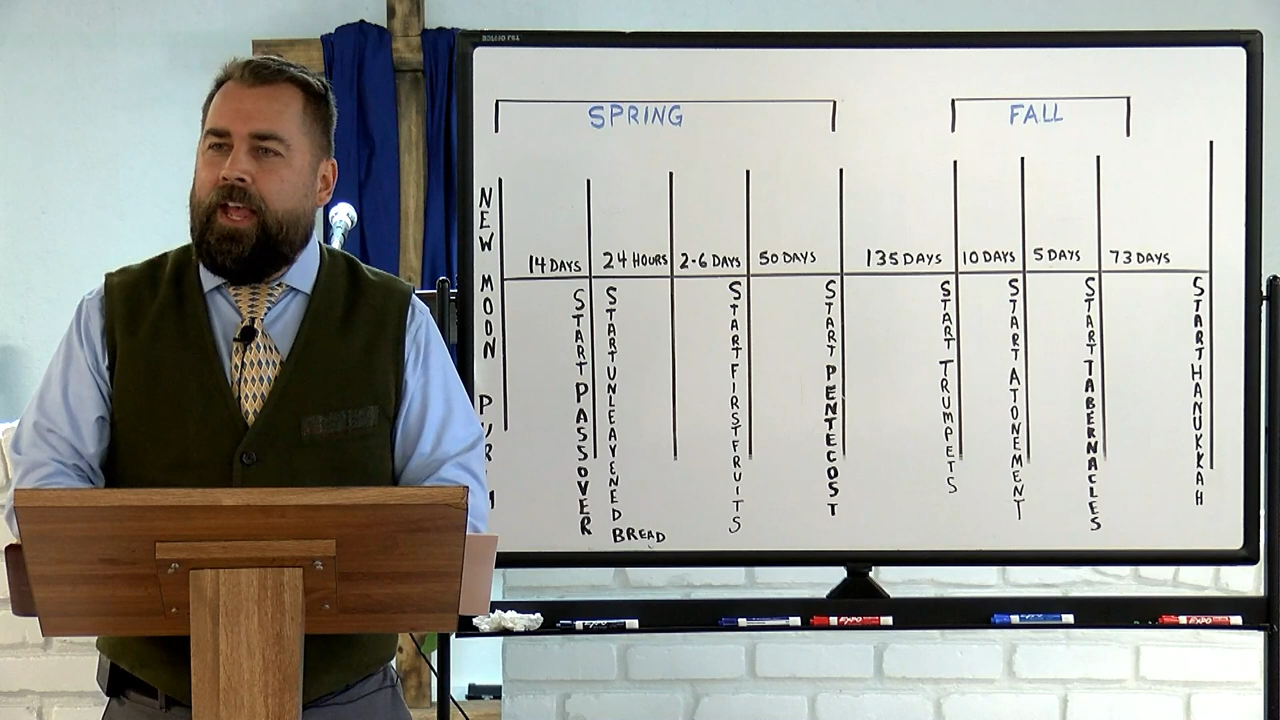 SPRING
FALL
NEW MOON
14 DAYS
24 HOURS
2-6 DAYS
50 DAYS
135 DAYS
10 DAYS
5 DAYS
73 DAYS
START PASSOVER
START UNLEAVENED
BREAD
START FIRSTFRUITS
START PENTECOST
START TRUMPETS
START ATONEMENT
START TABERNACLES
START HANUKKAH
EXPO
EXPO